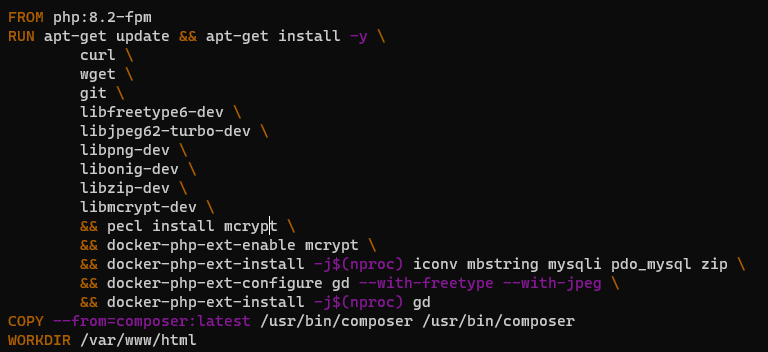 FROM php:8.2-fpm
RUN apt-get update && apt-get install -y \
        curl \
        wget \
        git \
        libfreetype6-dev \
        libjpeg62-turbo-dev \
        libpng-dev \
        libonig-dev \
        libzip-dev \
        libmcrypt-dev \
        && pecl install mcrypt \
        && docker-php-ext-enable mcrypt \
        && docker-php-ext-install -j$(nproc) iconv mbstring mysqli pdo_mysql zip \
        && docker-php-ext-configure gd --with-freetype --with-jpeg \
        && docker-php-ext-install -j$(nproc) gd
COPY --from=composer:latest /usr/bin/composer /usr/bin/composer
WORKDIR /var/www/html